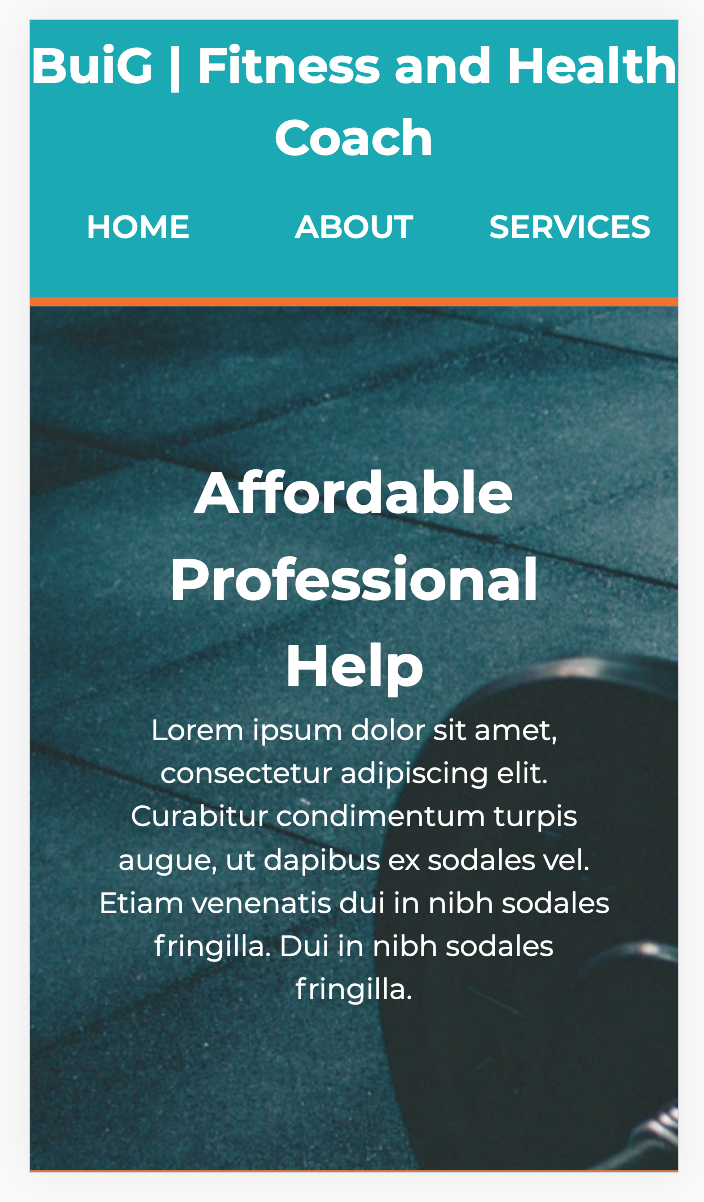 BuiG | Fitness and Health
Coach
HOME ABOUT SERVICES
Affordable
Professional
Help
Lorem ipsum dolor sit amet,
consectetur adipiscing elit.
Curabitur condimentum turpis
augue, ut dapibus ex sodales vel.
Etiam venenatis dui in nibh sodales
fringilla. Dui in nibh sodales
fringilla.